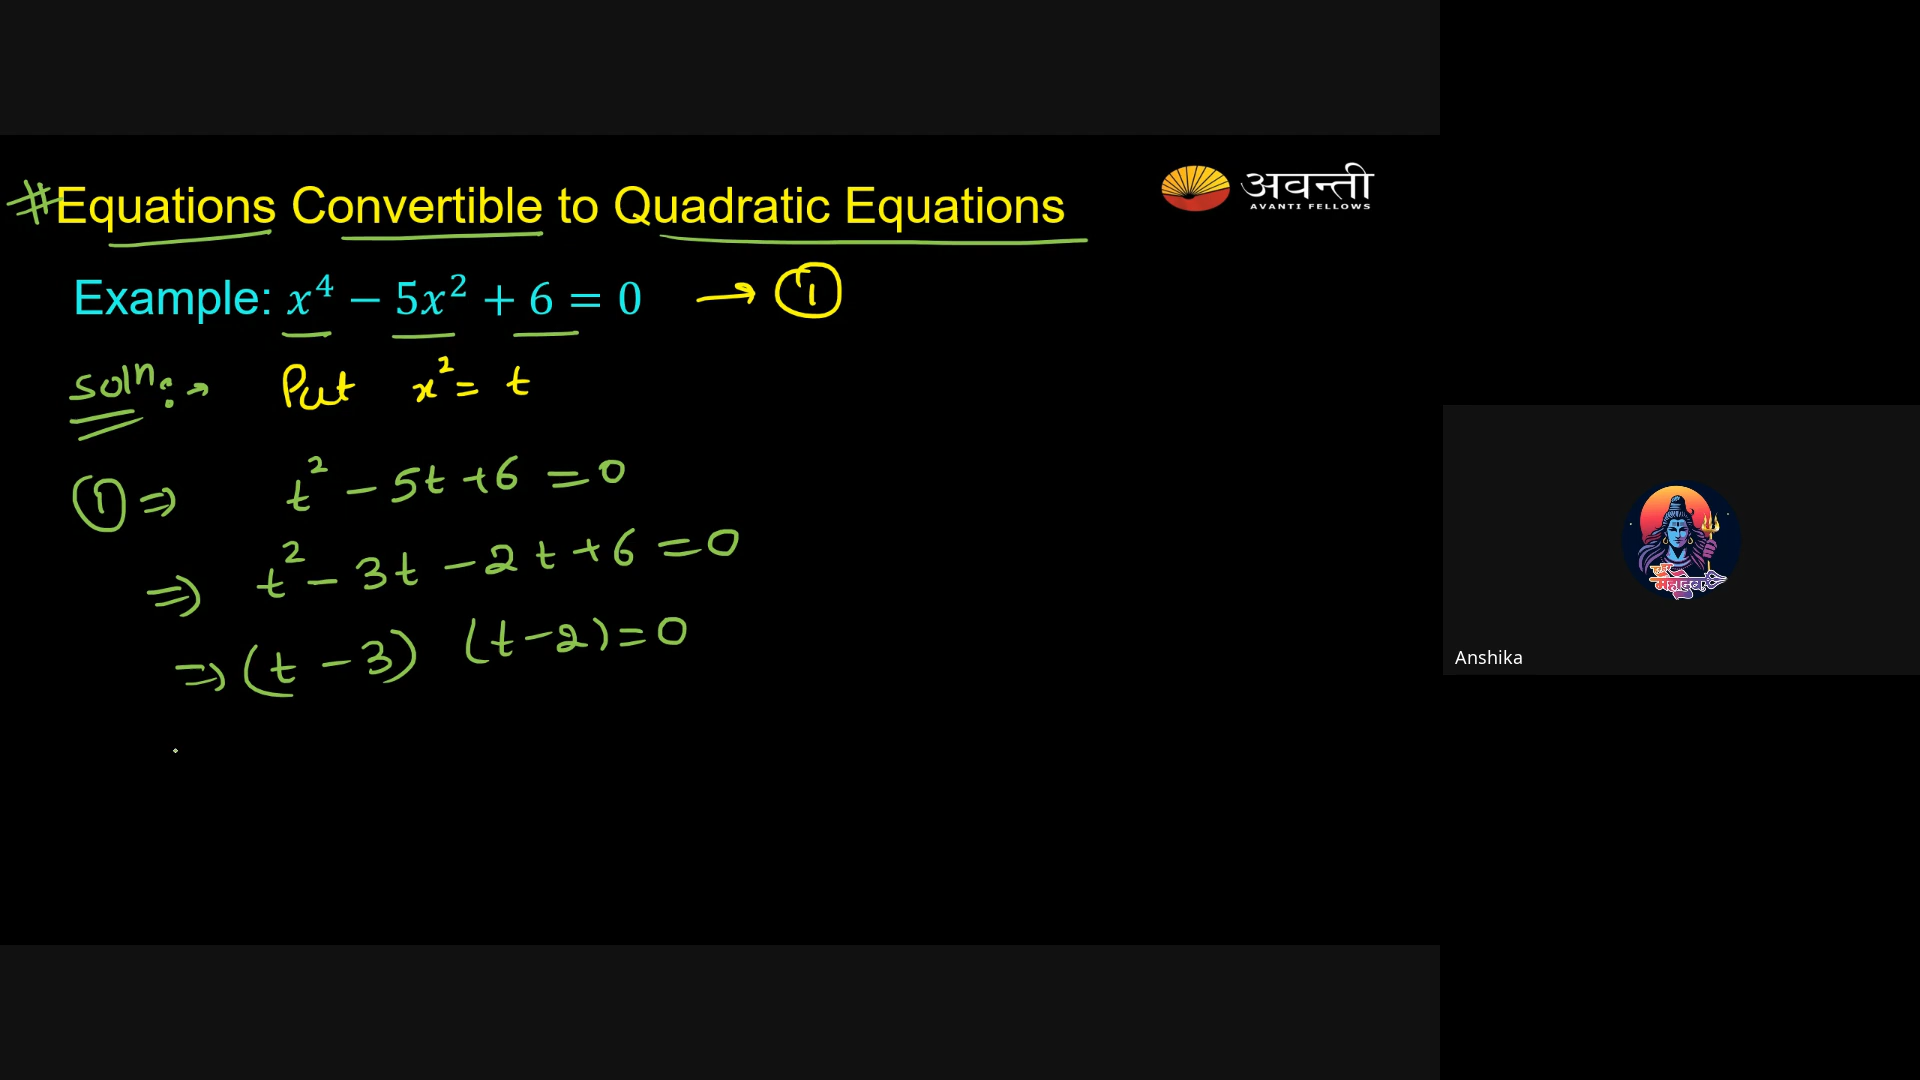 #Equations Convertible to Quadratic Equations
अवन्ती
AVANTI FELLOWS
Example: x⁴ − 5x² + 6 = 0 → ①
Solⁿ:→ Put x² = t
① ⇒ t² − 5t + 6 = 0
⇒ t² − 3t − 2t + 6 = 0
⇒ (t − 3) (t − 2) = 0
महादेव
Anshika